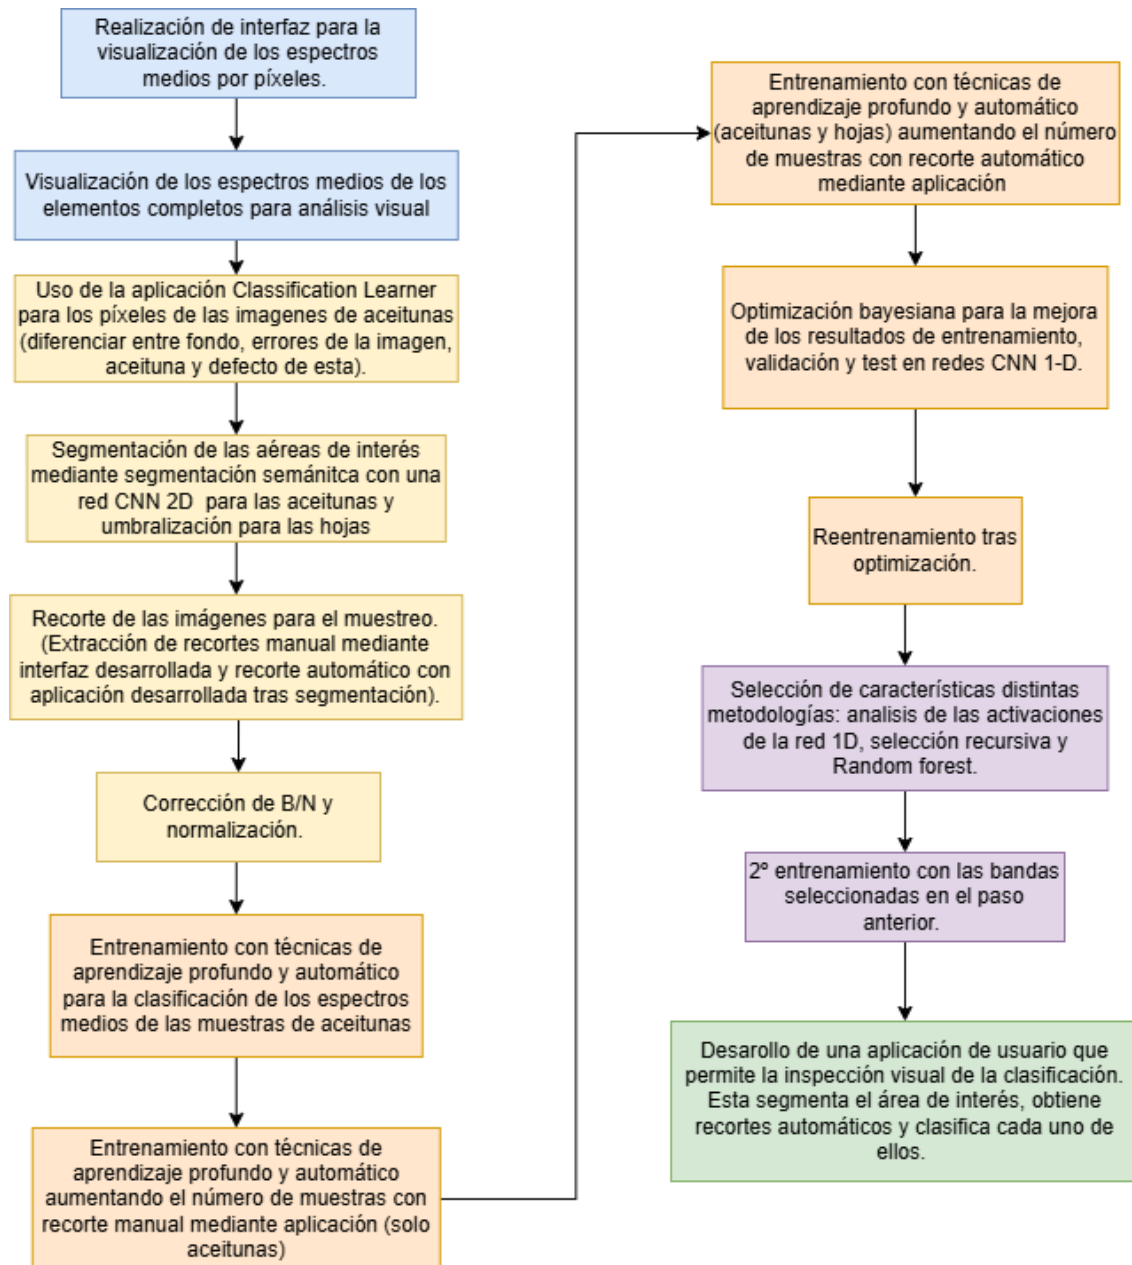 Realización de interfaz para la
visualización de los espectros
medios por píxeles.
Visualización de los espectros medios de los
elementos completos para análisis visual
Uso de la aplicación Classification Learner
para los píxeles de las imagenes de aceitunas
(diferenciar entre fondo, errores de la imagen,
aceituna y defecto de esta).
Segmentación de las aéreas de interés
mediante segmentación semánitca con una
red CNN 2D para las aceitunas y
umbralización para las hojas
Recorte de las imágenes para el muestreo.
(Extracción de recortes manual mediante
interfaz desarrollada y recorte automático con
aplicación desarrollada tras segmentación).
Corrección de B/N y
normalización.
Entrenamiento con técnicas de
aprendizaje profundo y automático
para la clasificación de los espectros
medios de las muestras de aceitunas
Entrenamiento con técnicas de
aprendizaje profundo y automático
aumentando el número de muestras con
recorte manual mediante aplicación (solo
aceitunas)
Entrenamiento con técnicas de
aprendizaje profundo y automático
(aceitunas y hojas) aumentando el número
de muestras con recorte automático
mediante aplicación
Optimización bayesiana para la mejora
de los resultados de entrenamiento,
validación y test en redes CNN 1-D.
Reentrenamiento tras
optimización.
Selección de características distintas
metodologías: analisis de las activaciones
de la red 1D, selección recursiva y
Random forest.
2º entrenamiento con las bandas
seleccionadas en el paso
anterior.
Desarollo de una aplicación de usuario que
permite la inspección visual de la clasificación.
Esta segmenta el área de interés, obtiene
recortes automáticos y clasifica cada uno de
ellos.